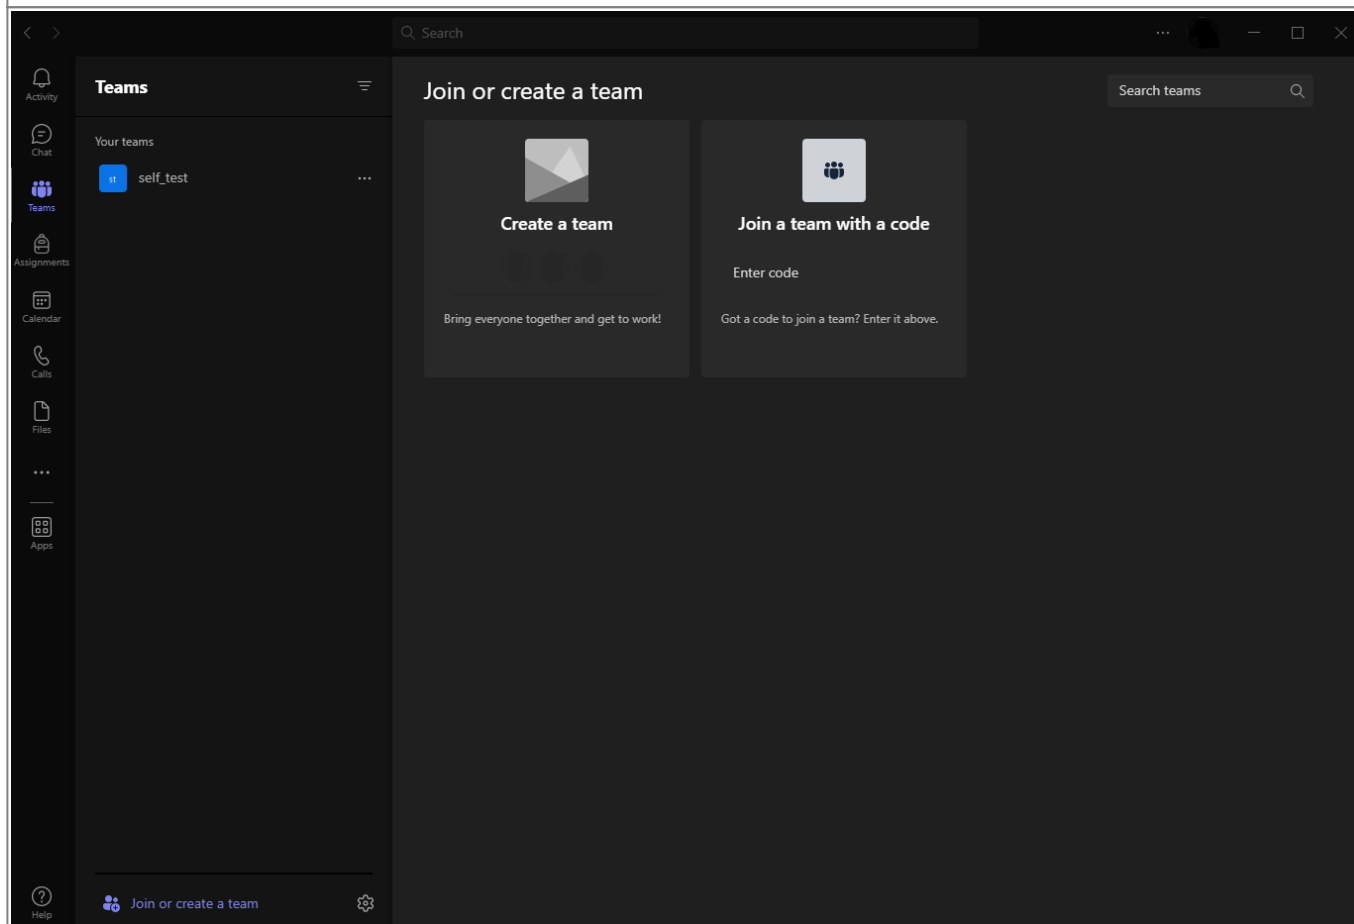 Search
Activity
Chat
Teams
Assignments
Calendar
Calls
Files
Apps
Help
Teams
Your teams
st self_test
Join or create a team
Join or create a team
Search teams
Create a team
Bring everyone together and get to work!
Join a team with a code
Enter code
Got a code to join a team? Enter it above.